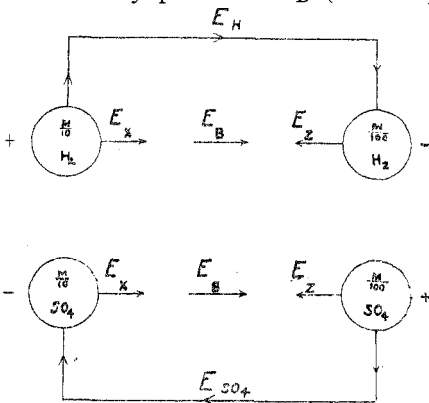 E_H
+ M/10 H₂ E_X E_B E_Z M/100 H₂ -
- M/10 SO₄ E_X E_B E_Z M/100 SO₄ +
E_SO₄